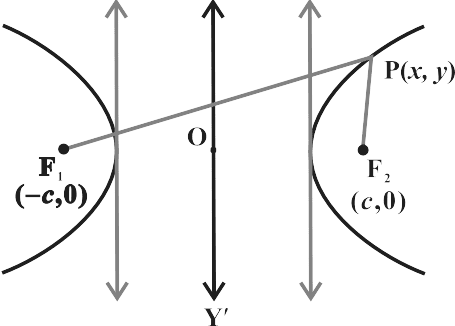 P(x, y)
O
F₁
F₂
(−c,0)
(c,0)
Y′